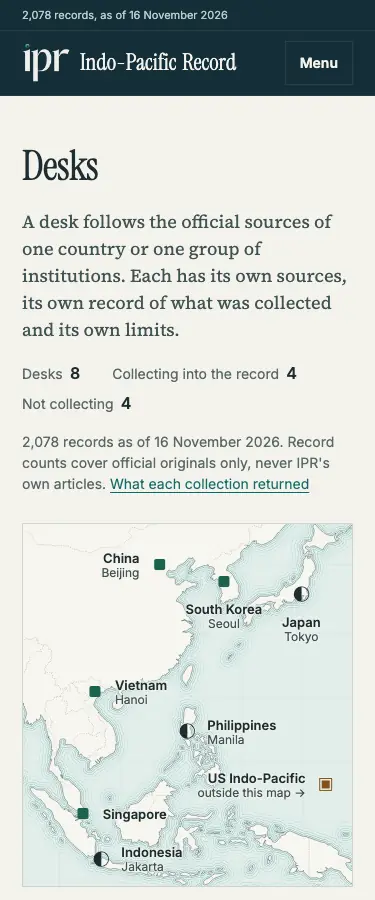 2,078 records, as of 16 November 2026
ipr Indo-Pacific Record
Menu
Desks
A desk follows the official sources of
one country or one group of
institutions. Each has its own sources,
its own record of what was collected
and its own limits.
Desks 8 Collecting into the record 4
Not collecting 4
2,078 records as of 16 November 2026. Record
counts cover official originals only, never IPR's
own articles. What each collection returned
China
Beijing
South Korea
Seoul
Japan
Tokyo
Vietnam
Hanoi
Philippines
Manila
US Indo-Pacific
outside this map →
Singapore
Indonesia
Jakarta